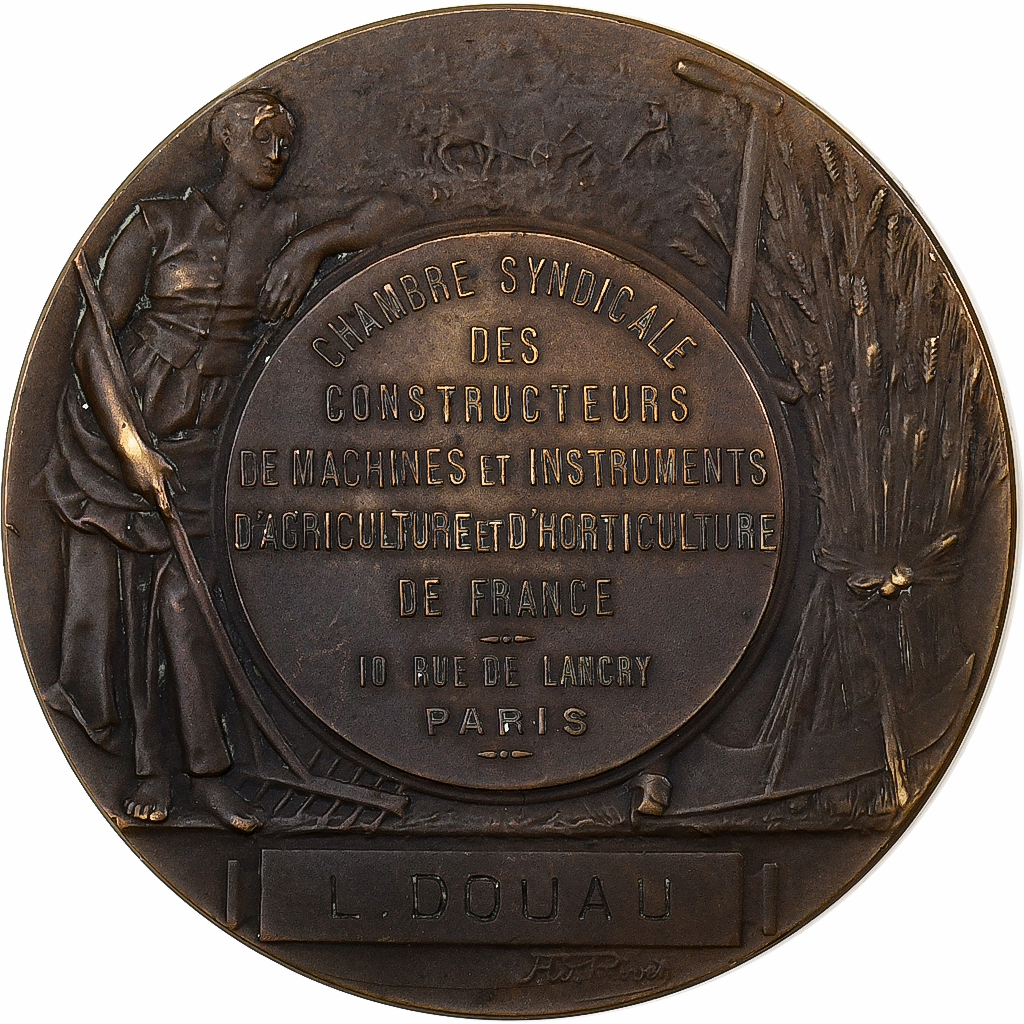 CHAMBRE SYNDICALE
DES
CONSTRUCTEURS
DE MACHINES ET INSTRUMENTS
D'AGRICULTURE ET D'HORTICULTURE
DE FRANCE
10 RUE DE LANCRY
PARIS
L. DOUAU
Rivet